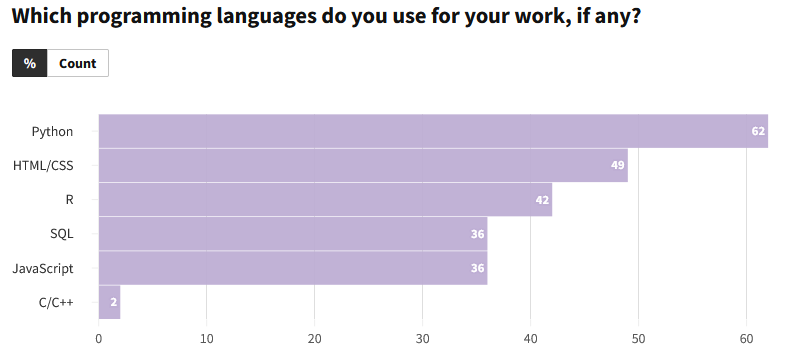 Which programming languages do you use for your work, if any?
% Count
Python 62
HTML/CSS 49
R 42
SQL 36
JavaScript 36
C/C++ 2
0 10 20 30 40 50 60